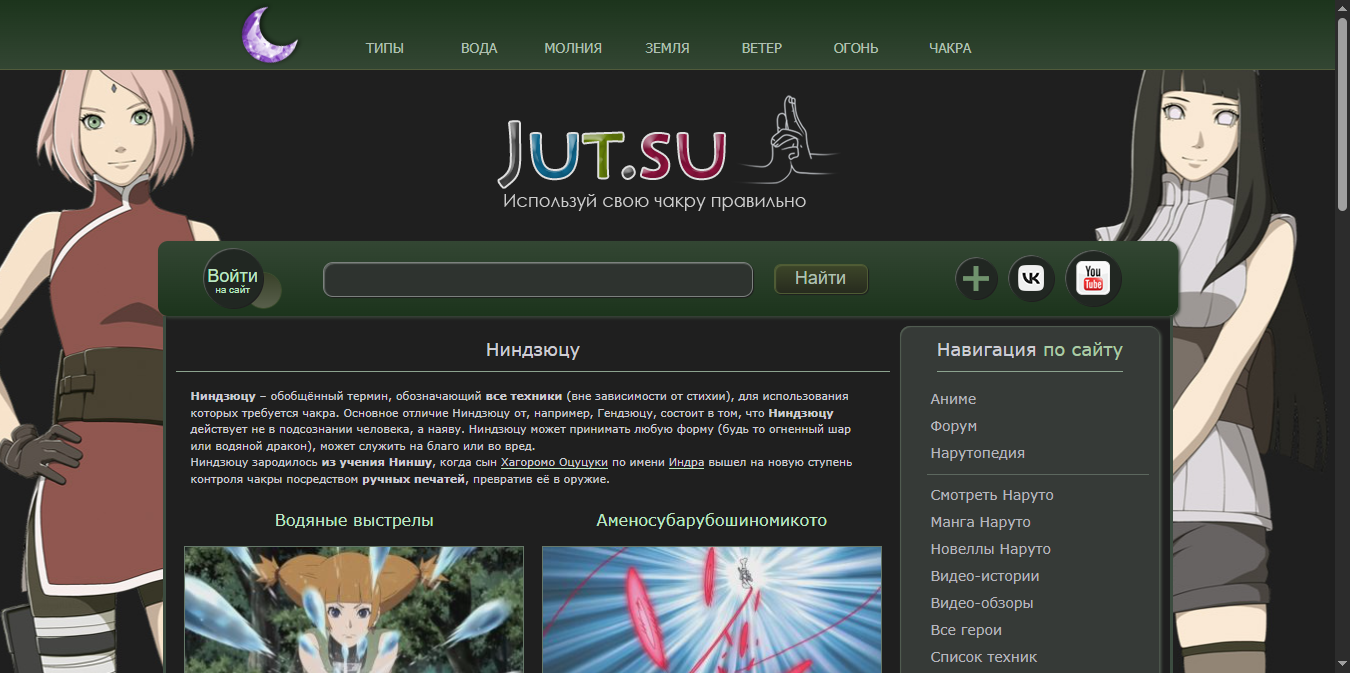 ТИПЫ ВОДА МОЛНИЯ ЗЕМЛЯ ВЕТЕР ОГОНЬ ЧАКРА
JUT.SU
Используй свою чакру правильно
Войти
на сайт
Найти
VK
You
Tube
Ниндзюцу
Ниндзюцу – обобщённый термин, обозначающий все техники (вне зависимости от стихии), для использования
которых требуется чакра. Основное отличие Ниндзюцу от, например, Гендзюцу, состоит в том, что Ниндзюцу
действует не в подсознании человека, а наяву. Ниндзюцу может принимать любую форму (будь то огненный шар
или водяной дракон), может служить на благо или во вред.
Ниндзюцу зародилось из учения Ниншу, когда сын Хагоромо Оцуцуки по имени Индра вышел на новую ступень
контроля чакры посредством ручных печатей, превратив её в оружие.
Водяные выстрелы
Аменосубарубошиномикото
Навигация по сайту
Аниме
Форум
Нарутопедия
Смотреть Наруто
Манга Наруто
Новеллы Наруто
Видео-истории
Видео-обзоры
Все герои
Список техник